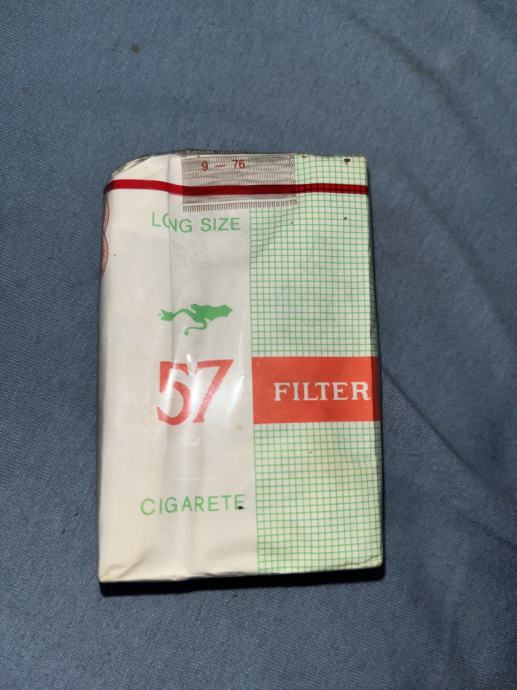 9 — 76
LONG SIZE
57
FILTER
CIGARETE